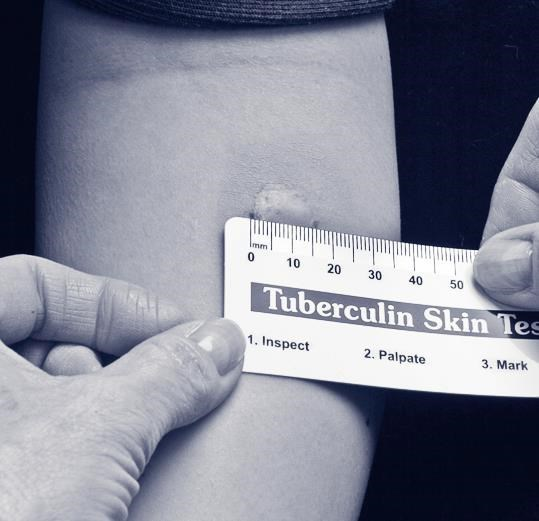 mm
0 10 20 30 40 50
Tuberculin Skin Tes
1. Inspect 2. Palpate 3. Mark